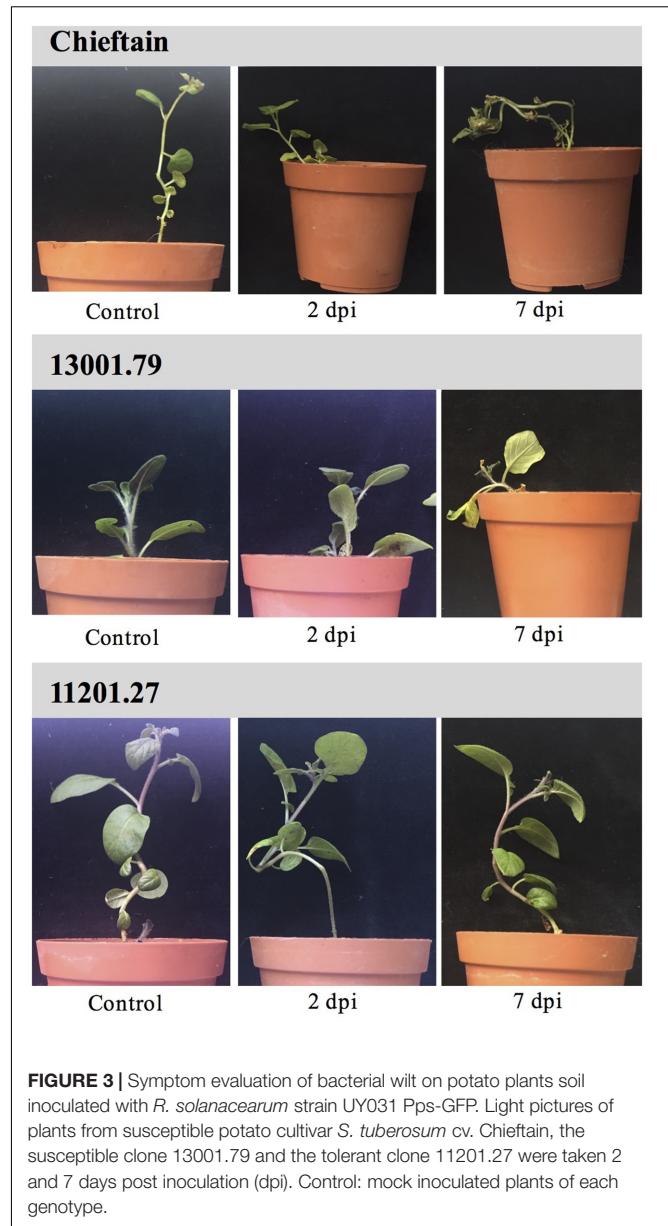 Chieftain
Control
2 dpi
7 dpi
13001.79
Control
2 dpi
7 dpi
11201.27
Control
2 dpi
7 dpi
FIGURE 3 | Symptom evaluation of bacterial wilt on potato plants soil
inoculated with R. solanacearum strain UY031 Pps-GFP. Light pictures of
plants from susceptible potato cultivar S. tuberosum cv. Chieftain, the
susceptible clone 13001.79 and the tolerant clone 11201.27 were taken 2
and 7 days post inoculation (dpi). Control: mock inoculated plants of each
genotype.